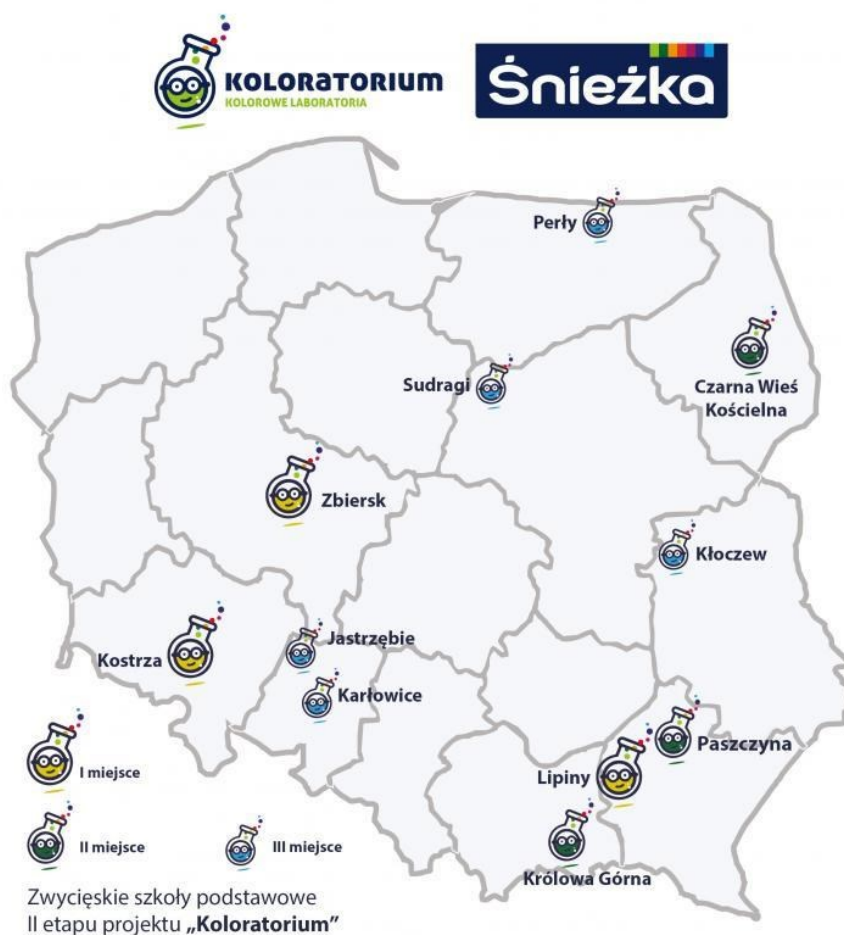 KOLORATORIUM
KOLOROWE LABORATORIA
Śnieżka
Perły
Sudragi
Czarna Wieś
Kościelna
Zbiersk
Kłoczew
Jastrzębie
Kostrza
Karłowice
Paszczyna
Lipiny
I miejsce
II miejsce
III miejsce
Królowa Górna
Zwycięskie szkoły podstawowe
II etapu projektu „Koloratorium”